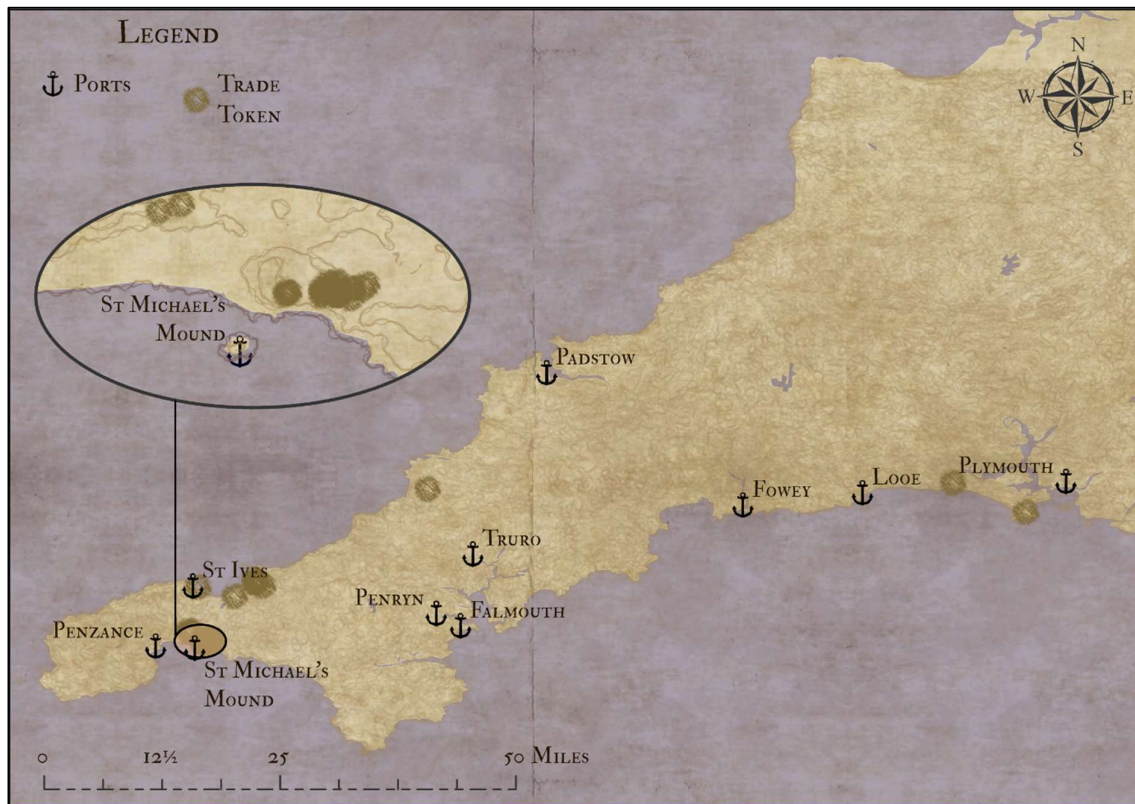 Legend
Ports
Trade
Token
N
W
E
S
St Michael's
Mound
Padstow
Plymouth
Looe
Fowey
Truro
St Ives
Penryn
Falmouth
Penzance
St Michael's
Mound
0 12½ 25 50 Miles